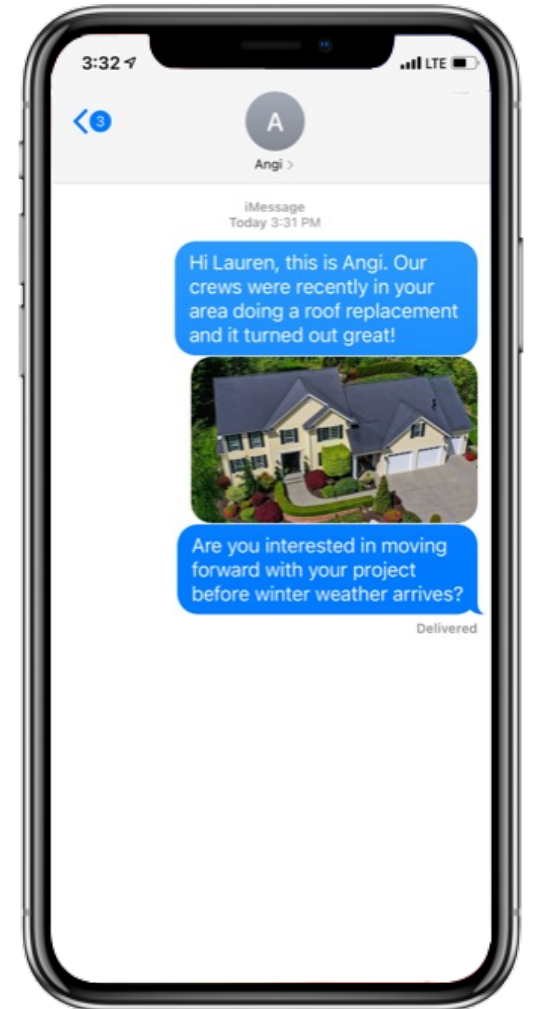 3:32 LTE
3
A
Angi >
iMessage
Today 3:31 PM
Hi Lauren, this is Angi. Our
crews were recently in your
area doing a roof replacement
and it turned out great!
Are you interested in moving
forward with your project
before winter weather arrives?
Delivered